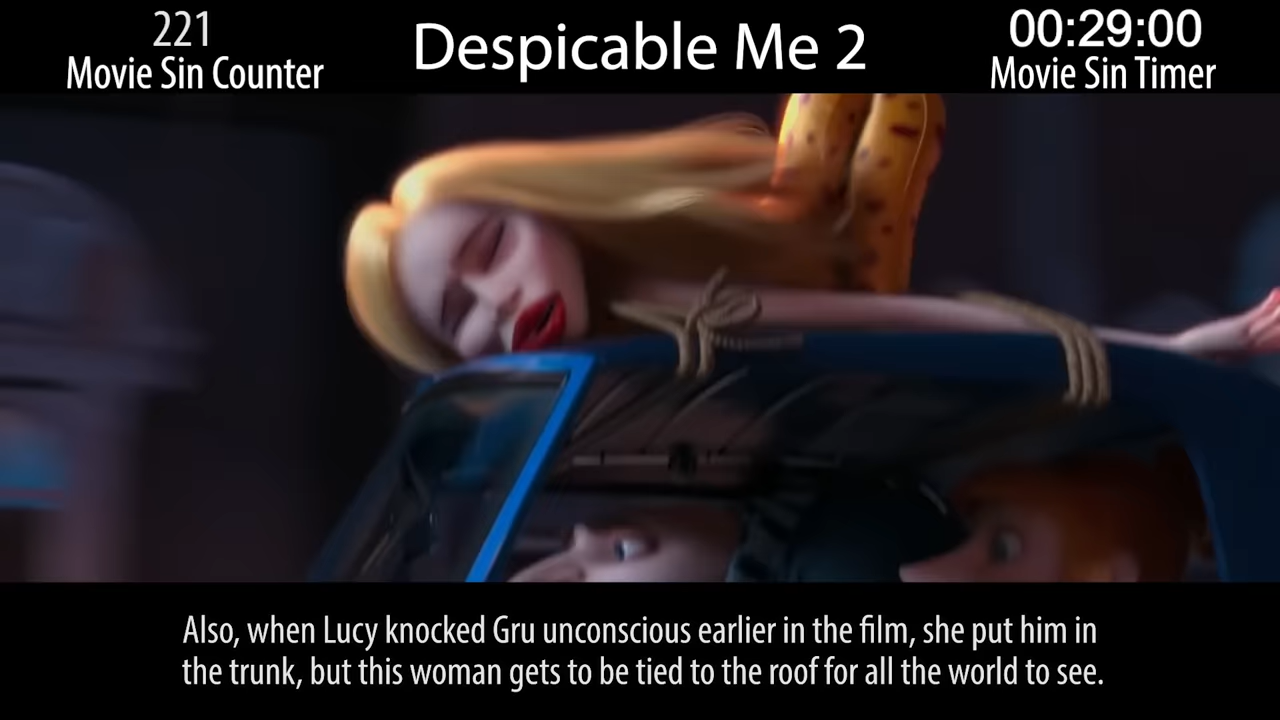 221
Movie Sin Counter
Despicable Me 2
00:29:00
Movie Sin Timer
Also, when Lucy knocked Gru unconscious earlier in the film, she put him in
the trunk, but this woman gets to be tied to the roof for all the world to see.